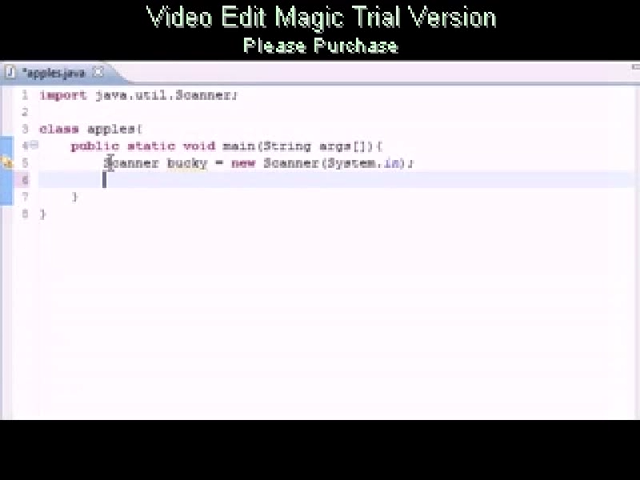 Video Edit Magic Trial Version
Please Purchase
*apples.java
1 import java.util.Scanner;
2
3 class apples{
4 public static void main(String args[]){
5 Scanner bucky = new Scanner(System.in);
6
7 }
8 }